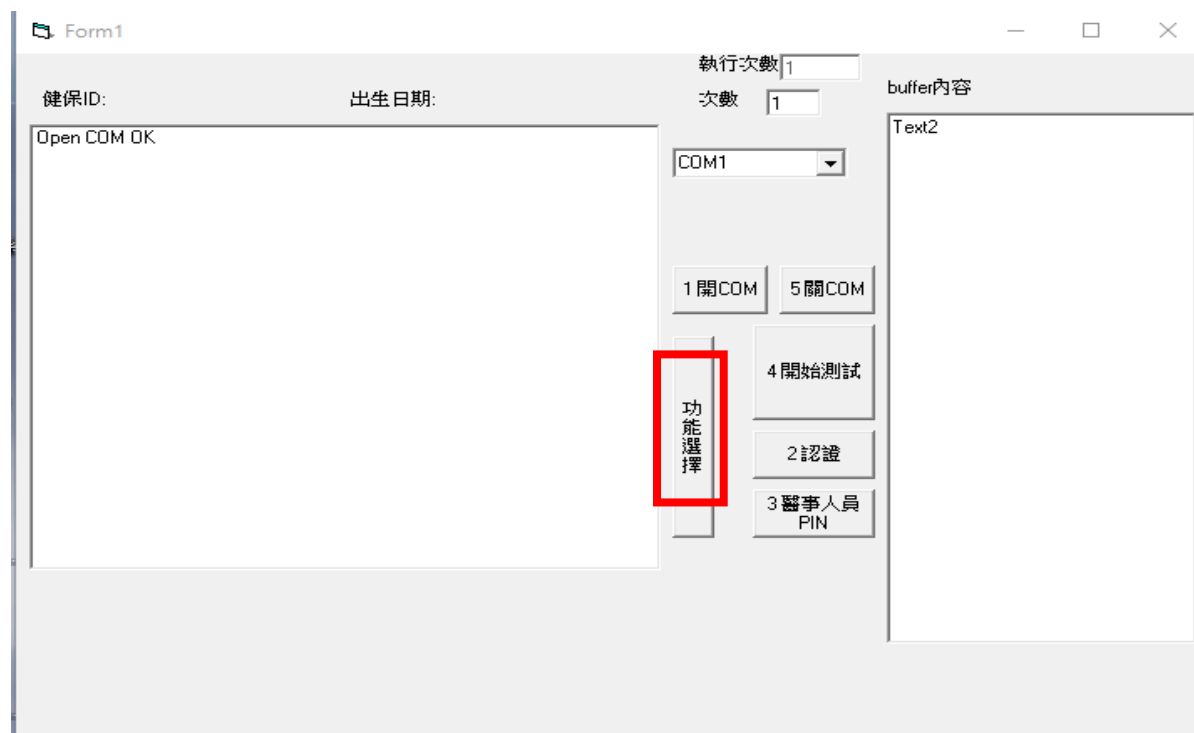 Form1
執行次數 1
健保ID:
出生日期:
次數 1
buffer內容
Open COM OK
Text2
COM1
1開COM
5關COM
4開始測試
功能選擇
2認證
3醫事人員
PIN